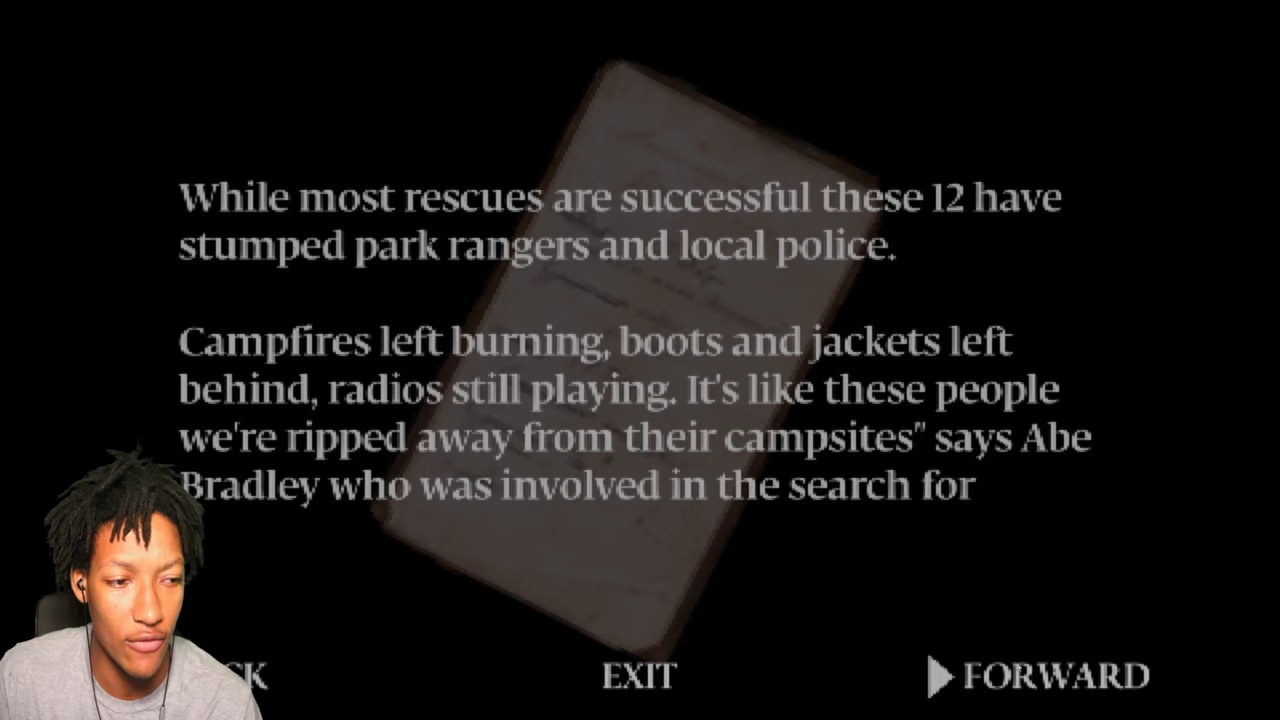 While most rescues are successful these 12 have
stumped park rangers and local police.
Campfires left burning, boots and jackets left
behind, radios still playing. It's like these people
we're ripped away from their campsites" says Abe
Bradley who was involved in the search for
EXIT
FORWARD